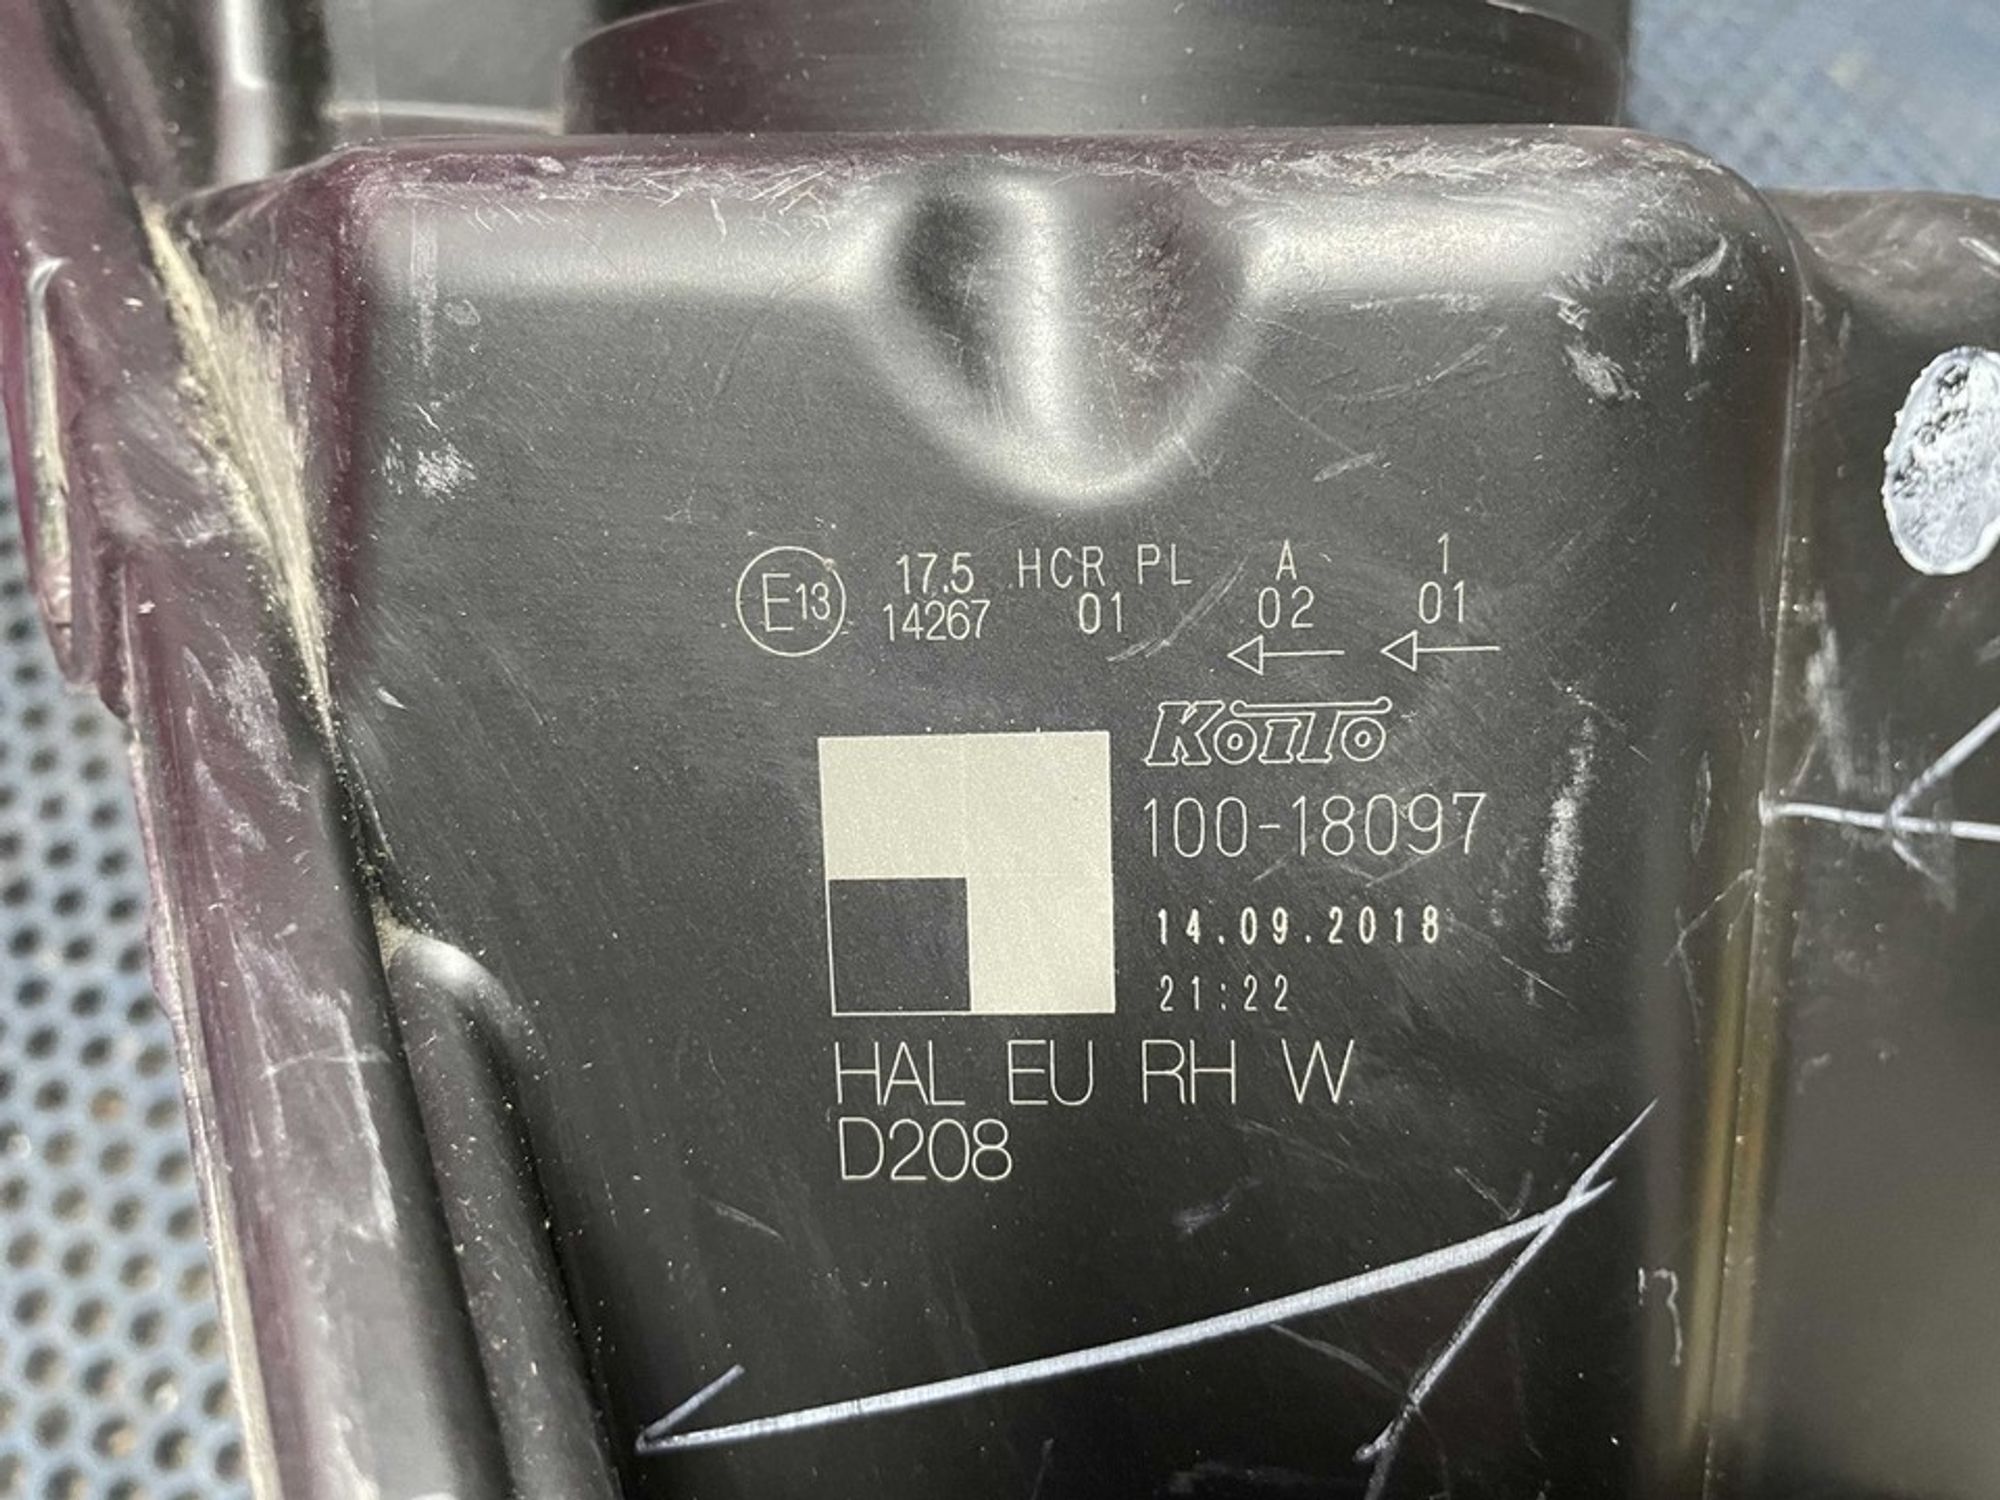 E13 17.5 HCR PL A 1
14267 01 02 01
KOITO
100-18097
14.09.2018
21:22
HAL EU RH W
D208